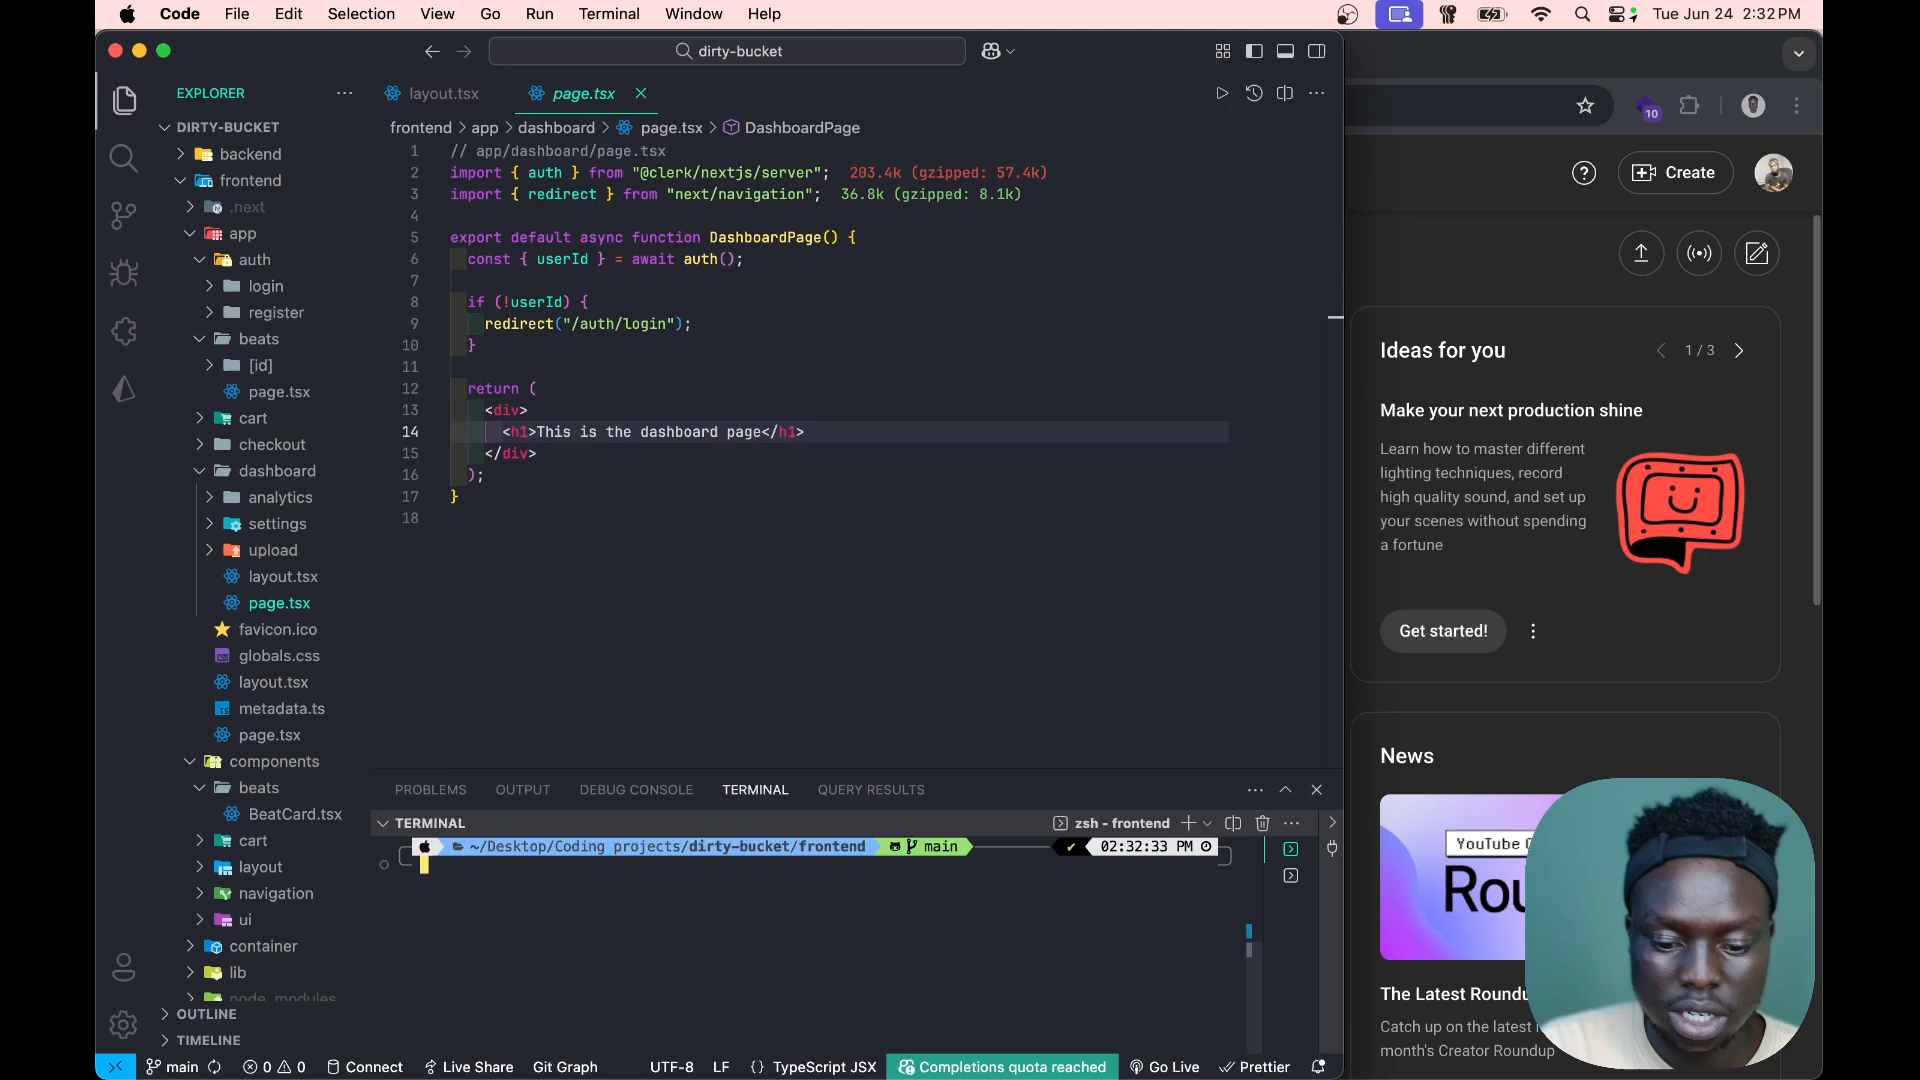 Code File Edit Selection View Go Run Terminal Window Help
Tue Jun 24 2:32 PM
dirty-bucket
EXPLORER
DIRTY-BUCKET
backend
frontend
.next
app
auth
login
register
beats
[id]
page.tsx
cart
checkout
dashboard
analytics
settings
upload
layout.tsx
page.tsx
favicon.ico
globals.css
layout.tsx
metadata.ts
page.tsx
components
beats
BeatCard.tsx
cart
layout
navigation
ui
container
lib
node_modules
OUTLINE
TIMELINE
layout.tsx page.tsx
frontend > app > dashboard > page.tsx > DashboardPage
1 // app/dashboard/page.tsx
2 import { auth } from "@clerk/nextjs/server"; 203.4k (gzipped: 57.4k)
3 import { redirect } from "next/navigation"; 36.8k (gzipped: 8.1k)
4
5 export default async function DashboardPage() {
6 const { userId } = await auth();
7
8 if (!userId) {
9 redirect("/auth/login");
10 }
11
12 return (
13 <div>
14 <h1>This is the dashboard page</h1>
15 </div>
16 );
17 }
18
PROBLEMS OUTPUT DEBUG CONSOLE TERMINAL QUERY RESULTS
TERMINAL
zsh - frontend
~/Desktop/Coding projects/dirty-bucket/frontend main 02:32:33 PM
main 0 0 Connect Live Share Git Graph UTF-8 LF {} TypeScript JSX Completions quota reached Go Live Prettier
10
Create
Ideas for you
1 / 3
Make your next production shine
Learn how to master different
lighting techniques, record
high quality sound, and set up
your scenes without spending
a fortune
Get started!
News
YouTube
The Latest
Catch up on the latest
month's Creator Roundup